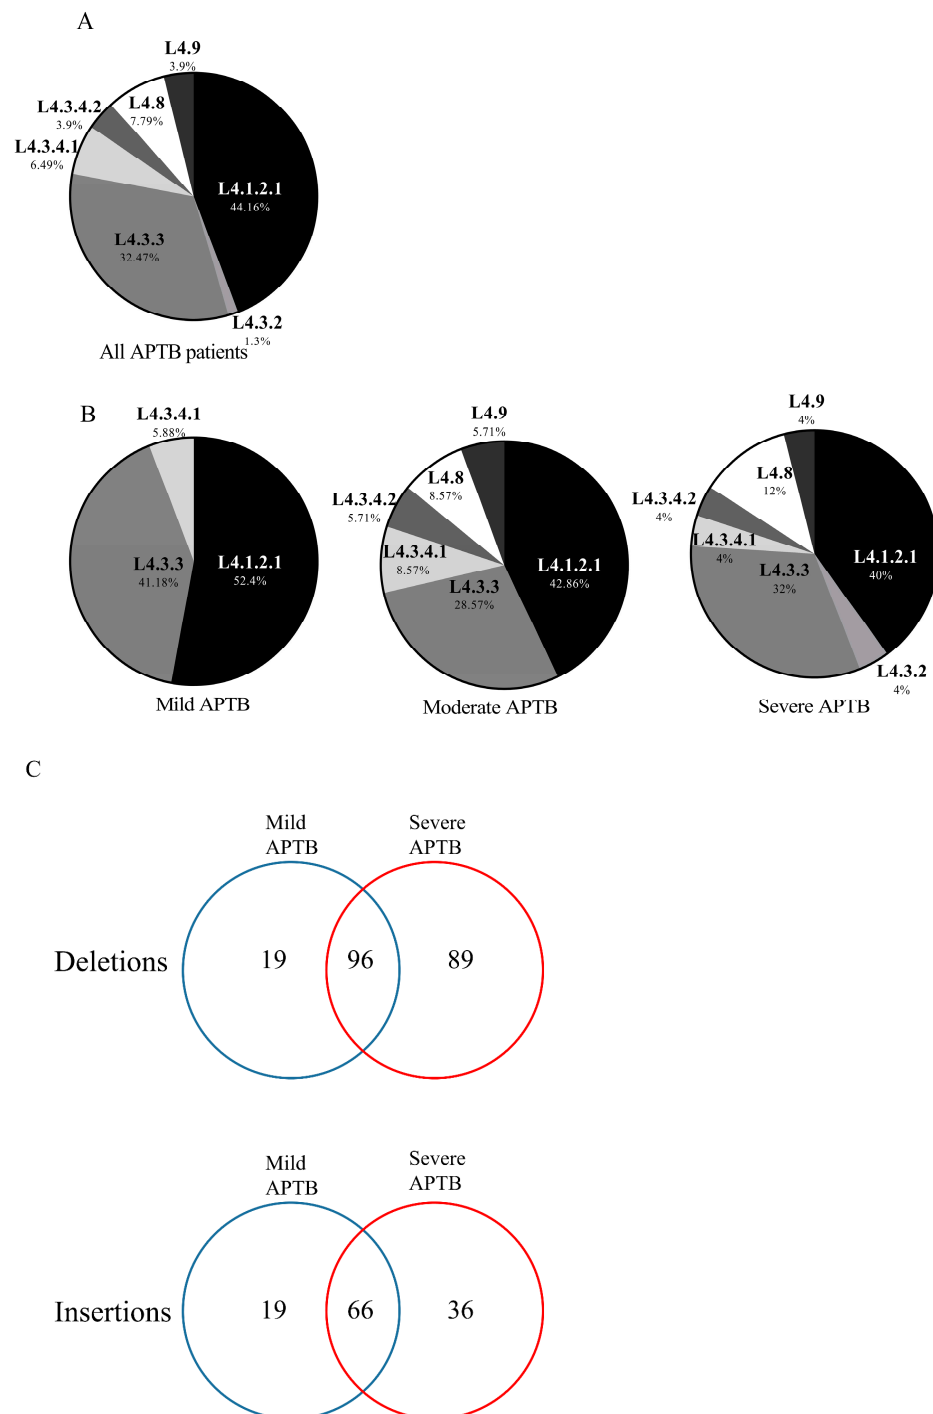 A
L4.9
3.9%
L4.8
7.79%
L4.3.4.2
3.9%
L4.3.4.1
6.49%
L4.1.2.1
44.16%
L4.3.3
32.47%
L4.3.2
1.3%
All APTB patients
B
L4.3.4.1
5.88%
L4.3.3
41.18%
L4.1.2.1
52.4%
Mild APTB
L4.9
5.71%
L4.8
8.57%
L4.3.4.2
5.71%
L4.3.4.1
8.57%
L4.3.3
28.57%
L4.1.2.1
42.86%
Moderate APTB
L4.9
4%
L4.8
12%
L4.3.4.2
4%
L4.3.4.1
4%
L4.3.3
32%
L4.1.2.1
40%
L4.3.2
4%
Severe APTB
C
Mild
APTB
Severe
APTB
Deletions
19
96
89
Mild
APTB
Severe
APTB
Insertions
19
66
36